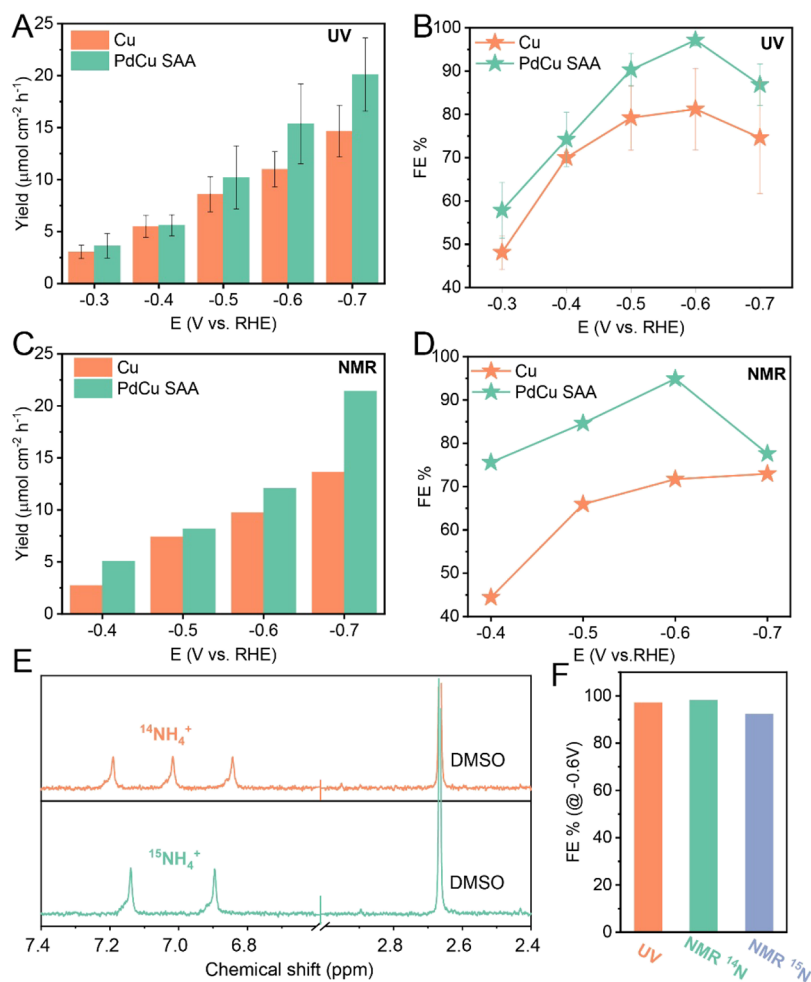 A
Cu
PdCu SAA
UV
Yield (μmol cm⁻² h⁻¹)
25
20
15
10
5
0
-0.3 -0.4 -0.5 -0.6 -0.7
E (V vs. RHE)
B
Cu
PdCu SAA
UV
FE %
100
90
80
70
60
50
40
-0.3 -0.4 -0.5 -0.6 -0.7
E (V vs. RHE)
C
Cu
PdCu SAA
NMR
Yield (μmol cm⁻² h⁻¹)
25
20
15
10
5
0
-0.4 -0.5 -0.6 -0.7
E (V vs. RHE)
D
Cu
PdCu SAA
NMR
FE %
100
90
80
70
60
50
40
-0.4 -0.5 -0.6 -0.7
E (V vs.RHE)
E
¹⁴NH₄⁺
DMSO
¹⁵NH₄⁺
DMSO
7.4 7.2 7.0 6.8 2.8 2.6 2.4
Chemical shift (ppm)
F
FE % (@ -0.6V)
100
80
60
40
20
0
UV
NMR ¹⁴N
NMR ¹⁵N